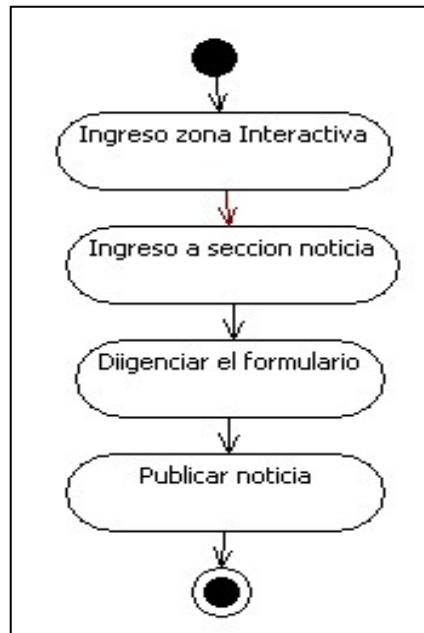 Ingreso zona Interactiva
Ingreso a seccion noticia
Diigenciar el formulario
Publicar noticia